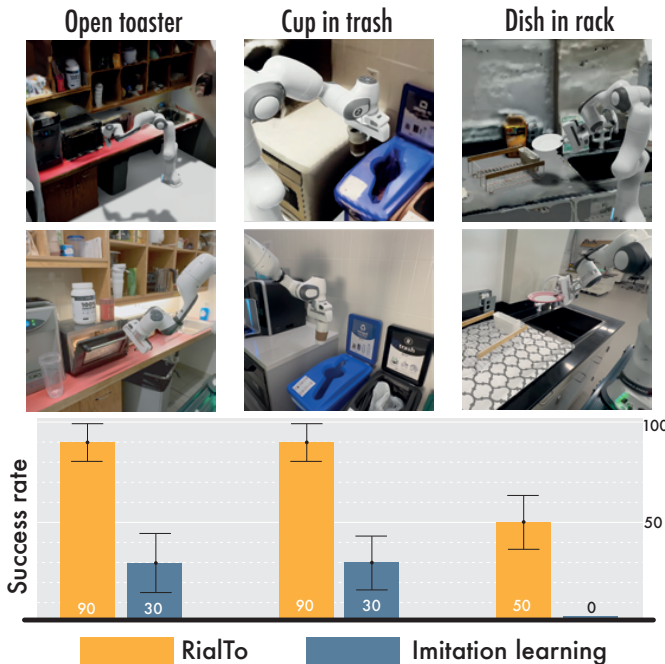 Open toaster
Cup in trash
Dish in rack
trash
100
50
Success rate
90
30
90
30
50
0
RialTo
Imitation learning